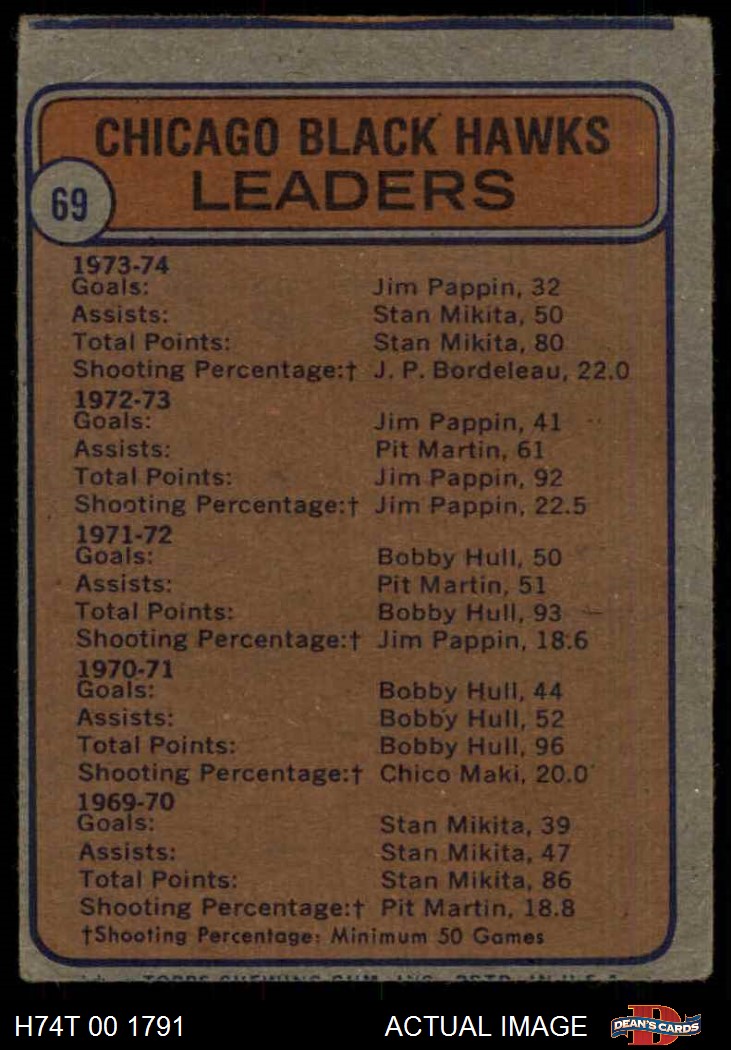 CHICAGO BLACK HAWKS
LEADERS
69
1973-74
Goals: Jim Pappin, 32
Assists: Stan Mikita, 50
Total Points: Stan Mikita, 80
Shooting Percentage:† J. P. Bordeleau, 22.0
1972-73
Goals: Jim Pappin, 41
Assists: Pit Martin, 61
Total Points: Jim Pappin, 92
Shooting Percentage:† Jim Pappin, 22.5
1971-72
Goals: Bobby Hull, 50
Assists: Pit Martin, 51
Total Points: Bobby Hull, 93
Shooting Percentage:† Jim Pappin, 18.6
1970-71
Goals: Bobby Hull, 44
Assists: Bobby Hull, 52
Total Points: Bobby Hull, 96
Shooting Percentage:† Chico Maki, 20.0
1969-70
Goals: Stan Mikita, 39
Assists: Stan Mikita, 47
Total Points: Stan Mikita, 86
Shooting Percentage:† Pit Martin, 18.8
†Shooting Percentage: Minimum 50 Games
TOPPS CHEWING GUM, INC. PRTD. IN U.S.A.
H74T 00 1791 ACTUAL IMAGE D DEAN'S CARDS